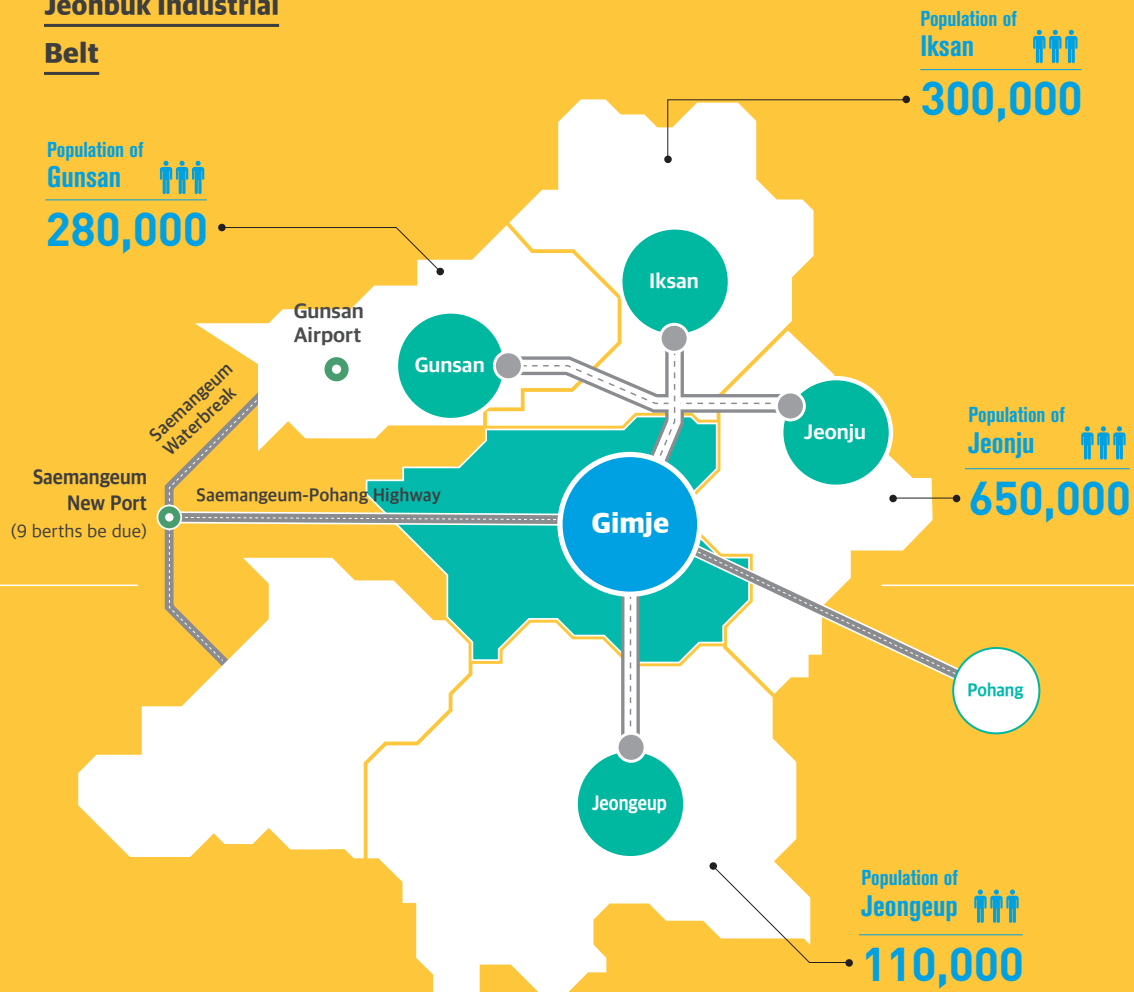 Jeonbuk Industrial
Belt
Population of
Iksan
300,000
Population of
Gunsan
280,000
Iksan
Gunsan
Airport
Gunsan
Saemangeum
Waterbreak
Jeonju
Population of
Jeonju
650,000
Saemangeum
New Port
(9 berths be due)
Saemangeum-Pohang Highway
Gimje
Pohang
Jeongeup
Population of
Jeongeup
110,000